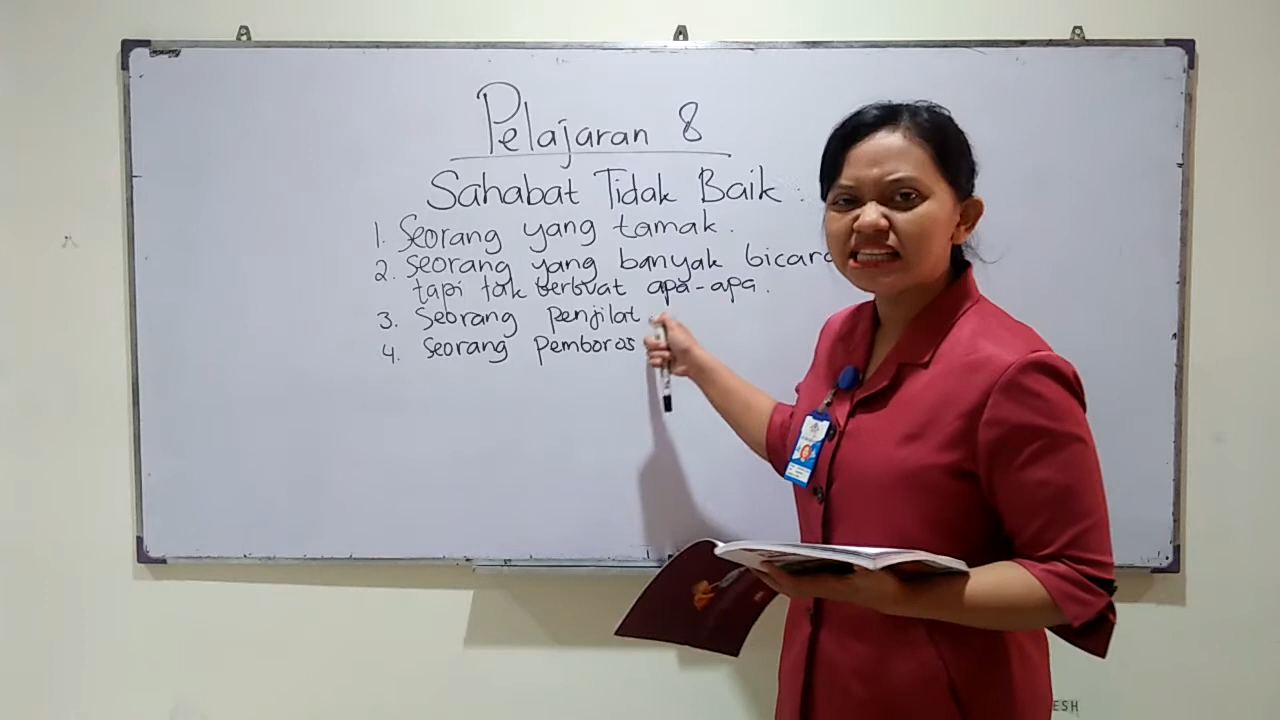 Pelajaran 8
Sahabat Tidak Baik :
1. Seorang yang tamak.
2. Seorang yang banyak bicara
tapi tak berbuat apa-apa.
3. Seorang penjilat
4. Seorang Pemboros
ESH